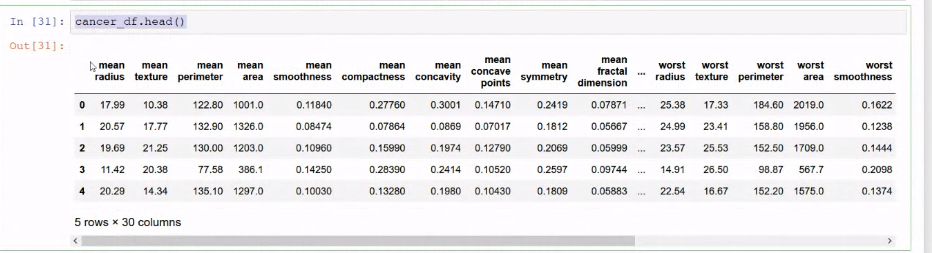 In [31]: cancer_df.head()
Out[31]:
mean radius mean texture mean perimeter mean area mean smoothness mean compactness mean concavity mean concave points mean symmetry mean fractal dimension ... worst radius worst texture worst perimeter worst area worst smoothness
0 17.99 10.38 122.80 1001.0 0.11840 0.27760 0.3001 0.14710 0.2419 0.07871 ... 25.38 17.33 184.60 2019.0 0.1622
1 20.57 17.77 132.90 1326.0 0.08474 0.07864 0.0869 0.07017 0.1812 0.05667 ... 24.99 23.41 158.80 1956.0 0.1238
2 19.69 21.25 130.00 1203.0 0.10960 0.15990 0.1974 0.12790 0.2069 0.05999 ... 23.57 25.53 152.50 1709.0 0.1444
3 11.42 20.38 77.58 386.1 0.14250 0.28390 0.2414 0.10520 0.2597 0.09744 ... 14.91 26.50 98.87 567.7 0.2098
4 20.29 14.34 135.10 1297.0 0.10030 0.13280 0.1980 0.10430 0.1809 0.05883 ... 22.54 16.67 152.20 1575.0 0.1374
5 rows × 30 columns